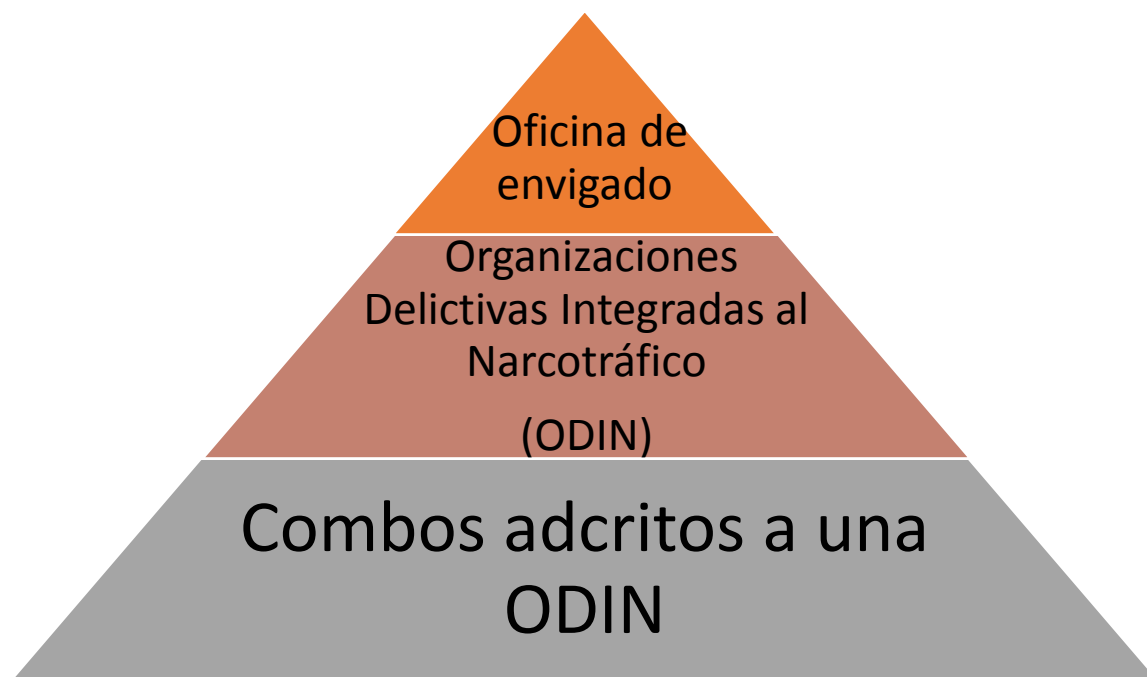 Oficina de
envigado
Organizaciones
Delictivas Integradas al
Narcotráfico
(ODIN)
Combos adcritos a una
ODIN